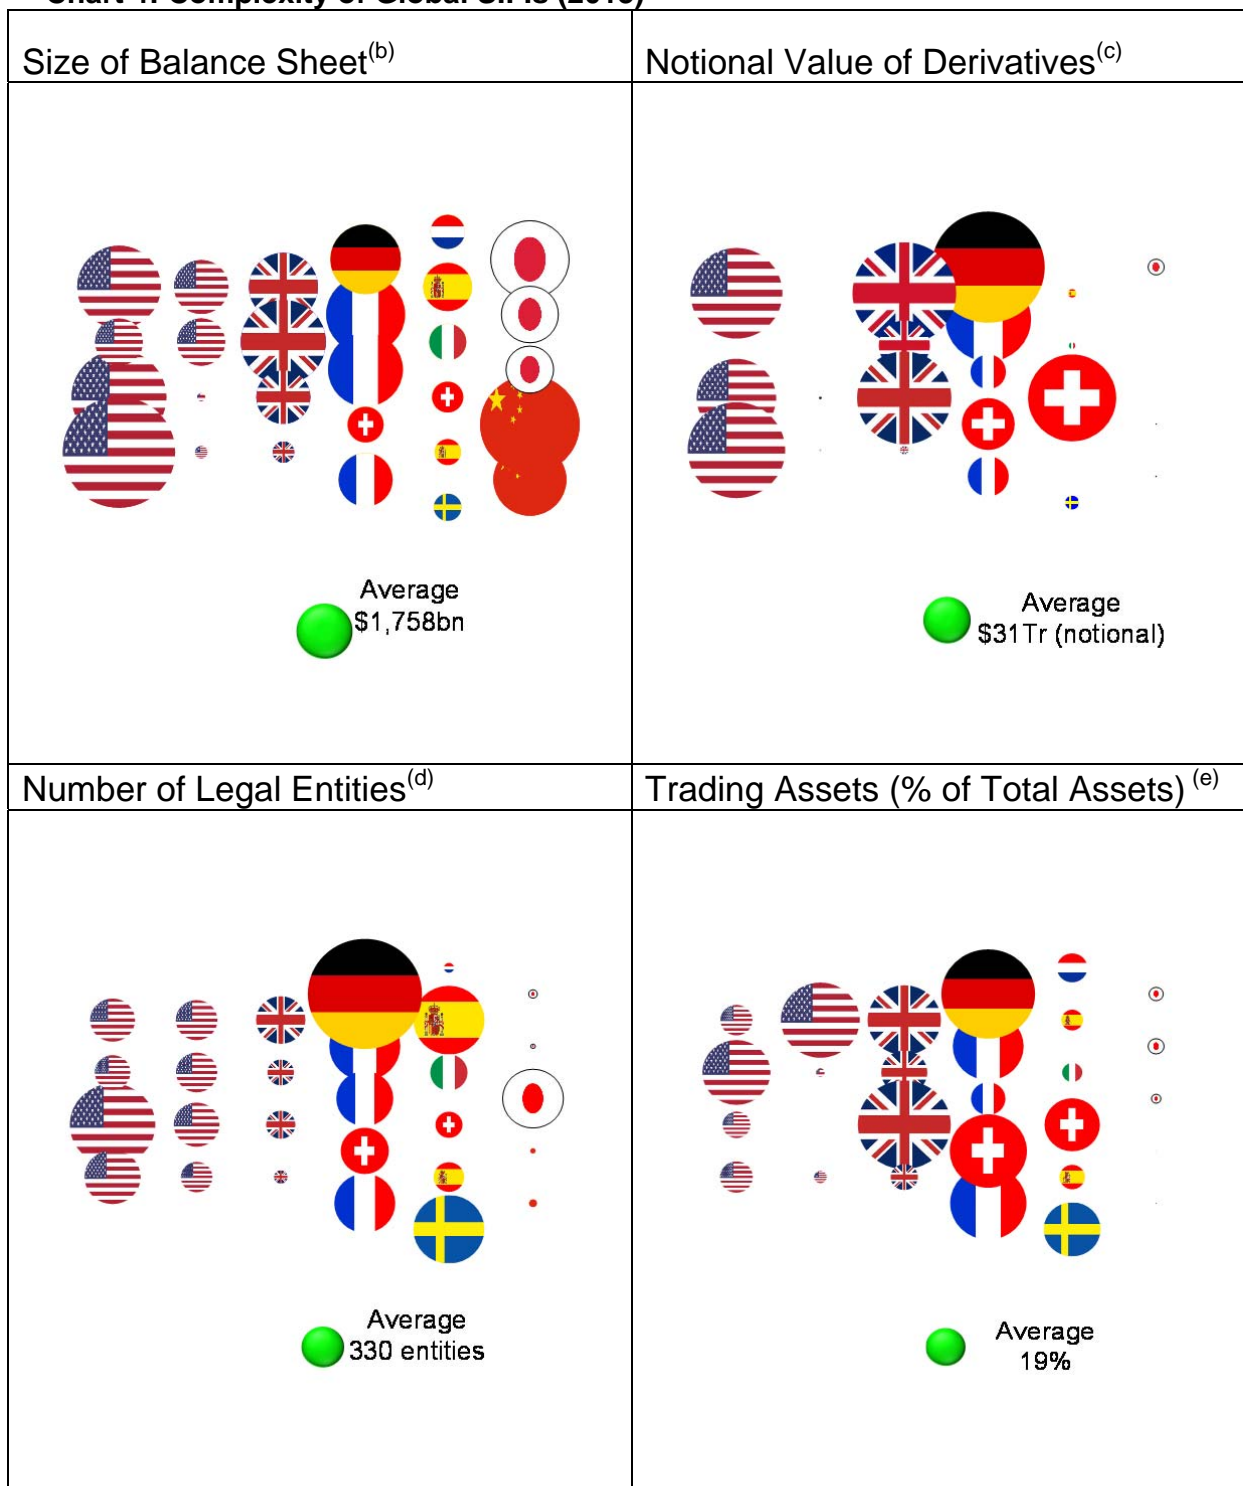 Size of Balance Sheet(b)
Notional Value of Derivatives(c)
Average
$1,758bn
Average
$31Tr (notional)
Number of Legal Entities(d)
Trading Assets (% of Total Assets) (e)
Average
330 entities
Average
19%